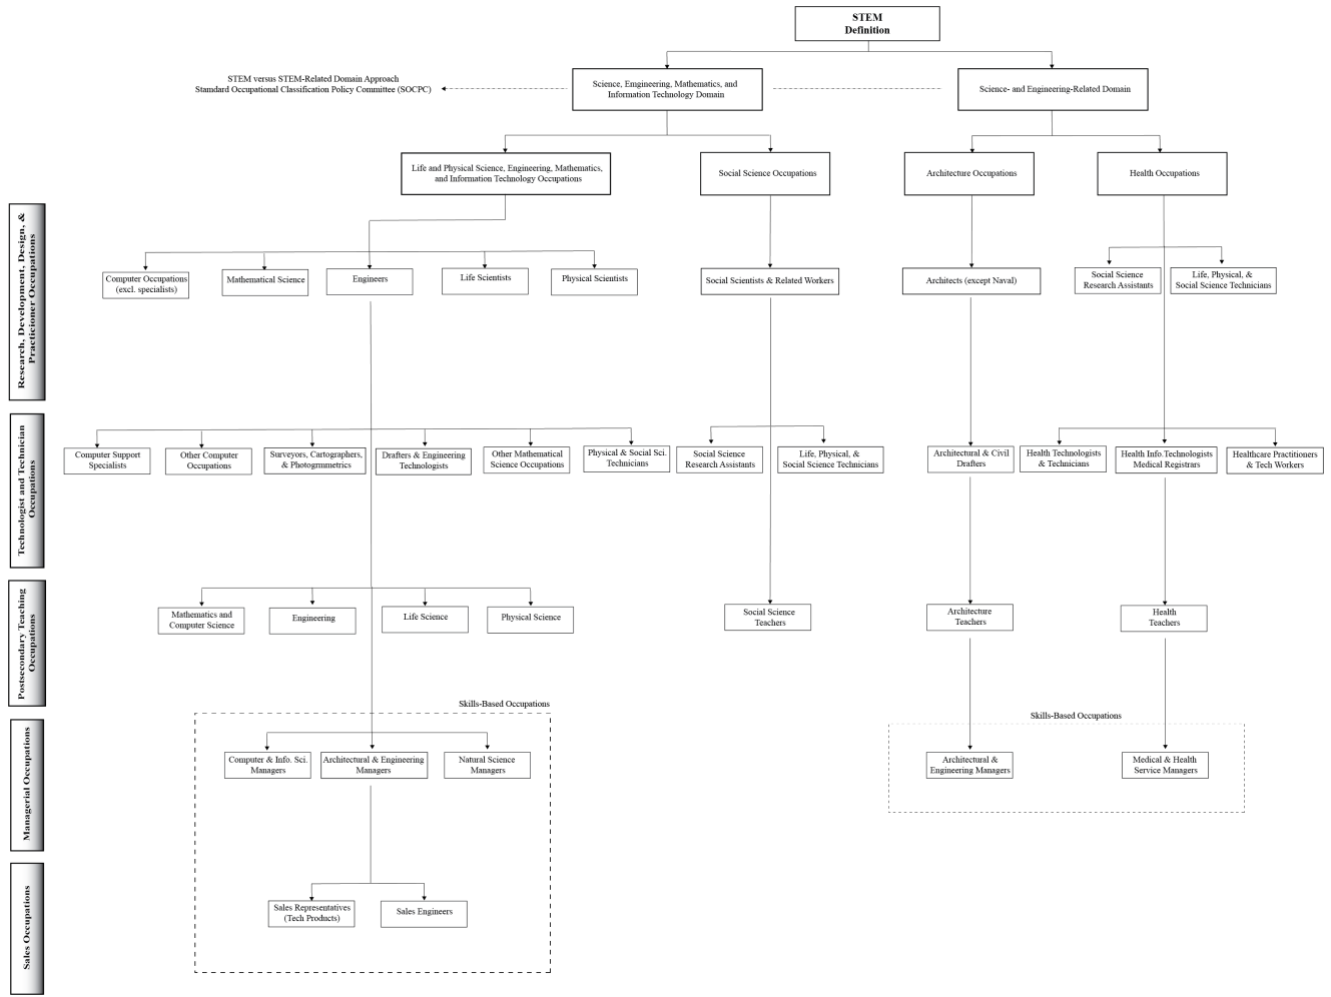 STEM
Definition
STEM versus STEM-Related Domain Approach
Standard Occupational Classification Policy Committee (SOCPC)
Science, Emgineering, Mathematics, and
Information Technology Domain
Science- and Engineering-Related Domain
Life and Physical Science, Engineering, Mathematics,
and Information Technology Occupations
Social Science Occupations
Architecture Occupations
Health Occupations
Research, Development, Design, &
Practicioner Occupations
Computer Occupations
(excl. specialists)
Mathematical Science
Engineers
Life Scientists
Physical Scientists
Social Scientists & Related Workers
Architects (except Naval)
Social Science
Research Assistants
Life, Physical, &
Social Science Technicians
Technologist and Technician
Occupations
Computer Support
Specialists
Other Computer
Occupations
Surveyors, Cartographers,
& Photogrnmetrics
Drafters & Engineering
Technologists
Other Mathematical
Science Occupations
Physical & Social Sci.
Technicians
Social Science
Research Assistants
Life, Physical, &
Social Science Technicians
Architectural & Civil
Drafters
Health Technologists
& Technicians
Health Info.Technologists
Medical Registrars
Healthcare Practitioners
& Tech Workers
Postsecondary Teaching
Occupations
Mathematics and
Computer Science
Engineering
Life Science
Physical Science
Social Science
Teachers
Architecture
Teachers
Health
Teachers
Managerial Occupations
Skills-Based Occupations
Computer & Info. Sci.
Managers
Architectural & Engineering
Managers
Natural Science
Managers
Skills-Based Occupations
Architectural &
Engineering Managers
Medical & Health
Service Managers
Sales Occupations
Sales Representatives
(Tech Products)
Sales Engineers